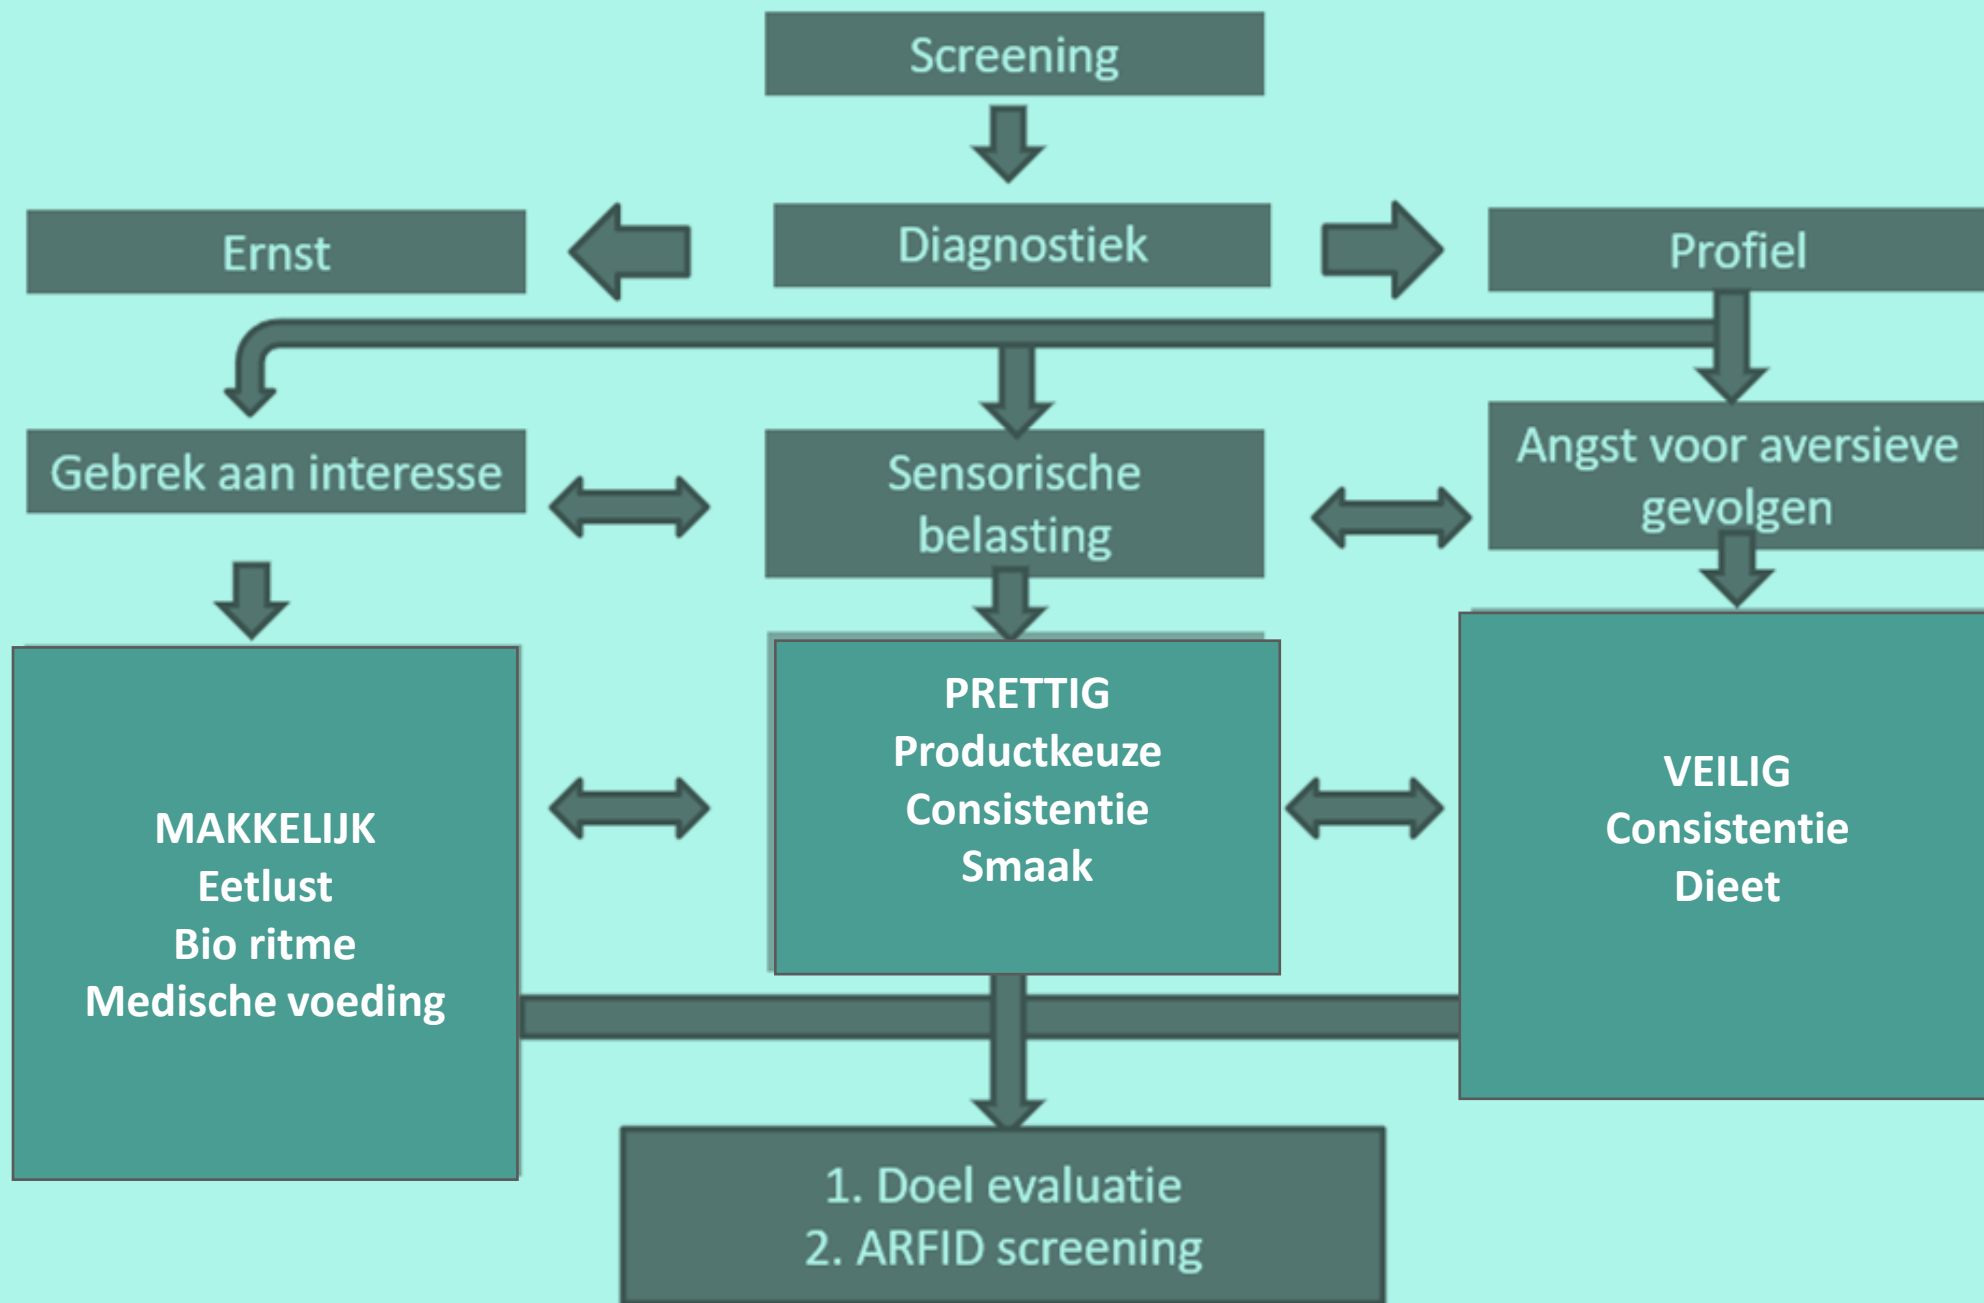 Screening
Ernst
Diagnostiek
Profiel
Gebrek aan interesse
Sensorische
belasting
Angst voor aversieve
gevolgen
MAKKELIJK
Eetlust
Bio ritme
Medische voeding
PRETTIG
Productkeuze
Consistentie
Smaak
VEILIG
Consistentie
Dieet
1. Doel evaluatie
2. ARFID screening